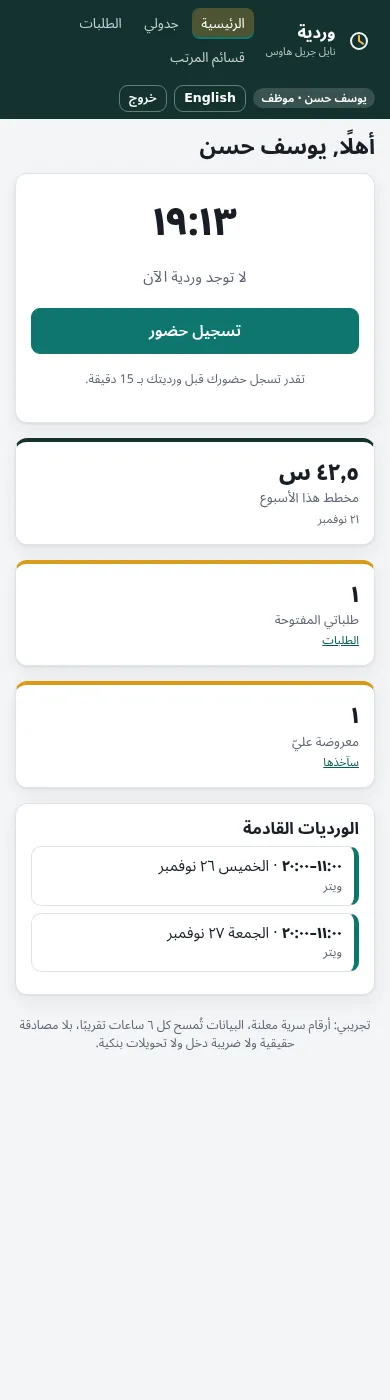 وردية
نايل جريل هاوس
الرئيسية
جدولي
الطلبات
قسائم المرتب
يوسف حسن · موظف
English
خروج
أهلًا, يوسف حسن
١٩:١٣
لا توجد وردية الآن
تسجيل حضور
تقدر تسجل حضورك قبل ورديتك بـ 15 دقيقة.
٤٢,٥ س
مخطط هذا الأسبوع
٢١ نوفمبر
١
طلباتي المفتوحة
الطلبات
١
معروضة عليّ
سآخذها
الورديات القادمة
١١:٠٠–٢٠:٠٠ · الخميس ٢٦ نوفمبر
ويتر
١١:٠٠–٢٠:٠٠ · الجمعة ٢٧ نوفمبر
ويتر
تجريبي: أرقام سرية معلنة، البيانات تُمسح كل ٦ ساعات تقريبًا، بلا مصادقة
حقيقية ولا ضريبة دخل ولا تحويلات بنكية.